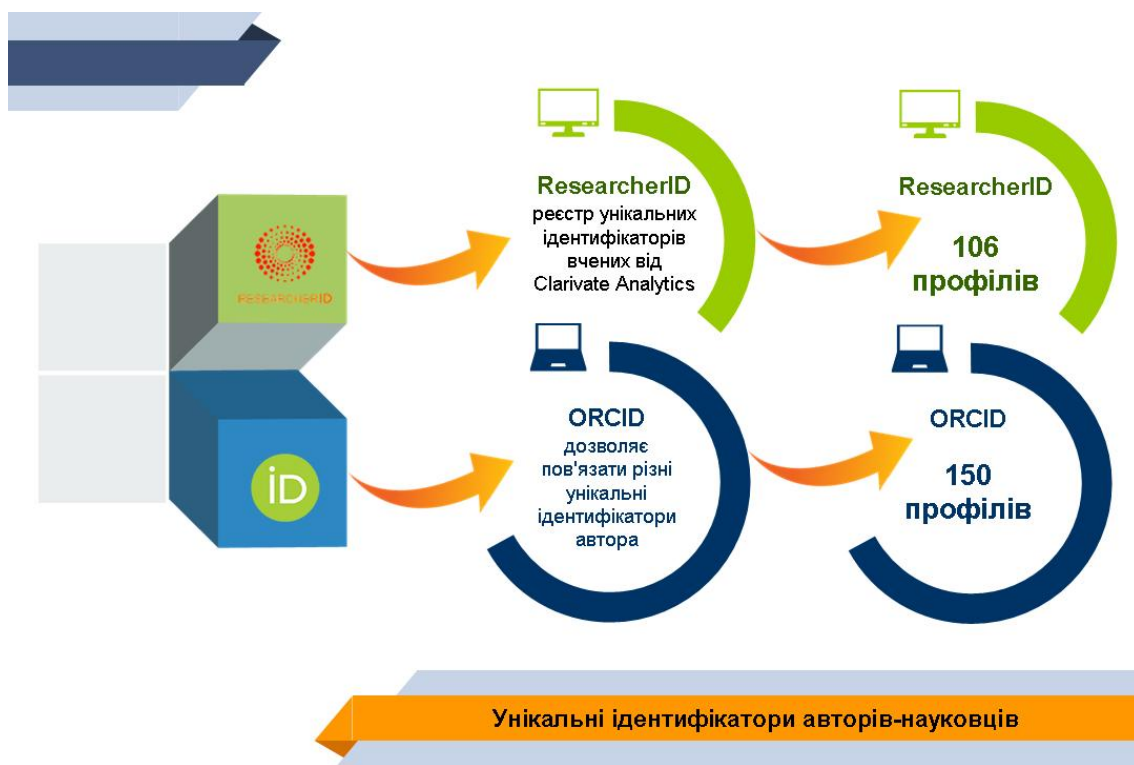 RESEARCHERID
iD
ResearcherID
реєстр унікальних
ідентифікаторів
вчених від
Clarivate Analytics
ResearcherID
106
профілів
ORCID
дозволяє
пов'язати різні
унікальні
ідентифікатори
автора
ORCID
150
профілів
Унікальні ідентифікатори авторів-науковців